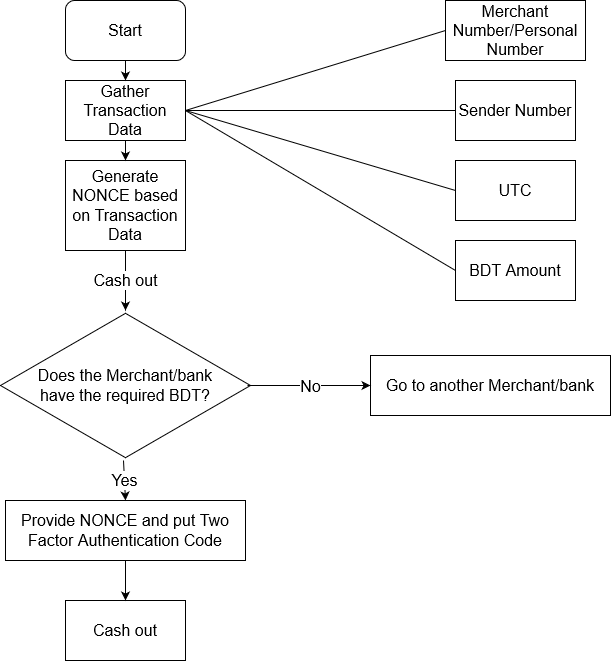 Start
Merchant
Number/Personal
Number
Gather
Transaction
Data
Sender Number
Generate
NONCE based
on Transaction
Data
UTC
BDT Amount
Cash out
Does the Merchant/bank
have the required BDT?
No
Go to another Merchant/bank
Yes
Provide NONCE and put Two
Factor Authentication Code
Cash out